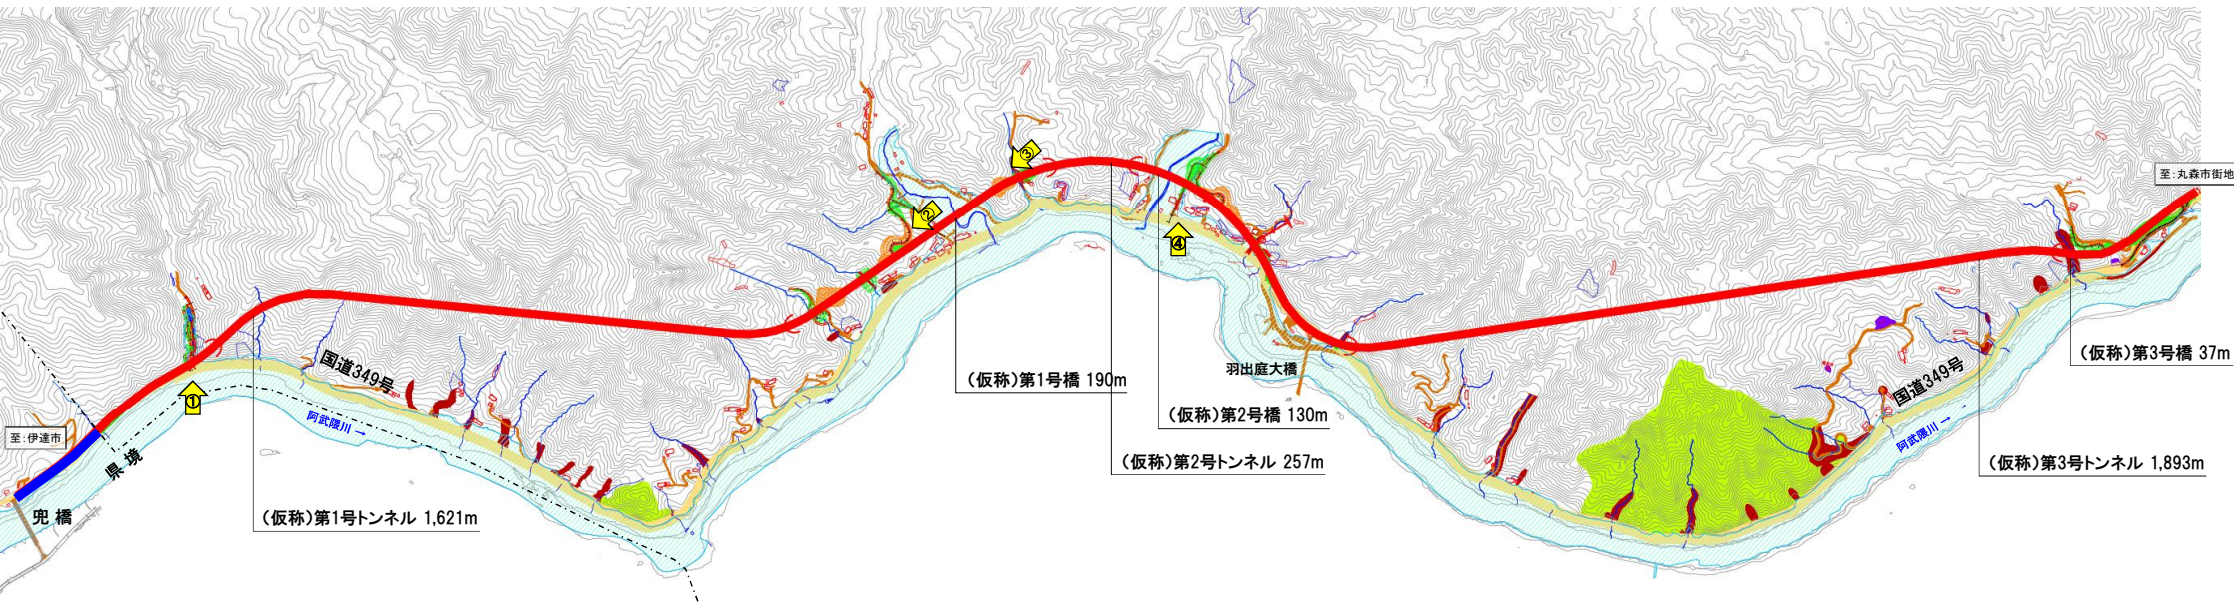 至:伊達市
兜橋
県境
①
国道349号
阿武隈川 →
(仮称)第1号トンネル 1,621m
②
③
④
(仮称)第1号橋 190m
(仮称)第2号橋 130m
(仮称)第2号トンネル 257m
羽出庭大橋
国道349号
阿武隈川 →
(仮称)第3号トンネル 1,893m
(仮称)第3号橋 37m
至:丸森市街地